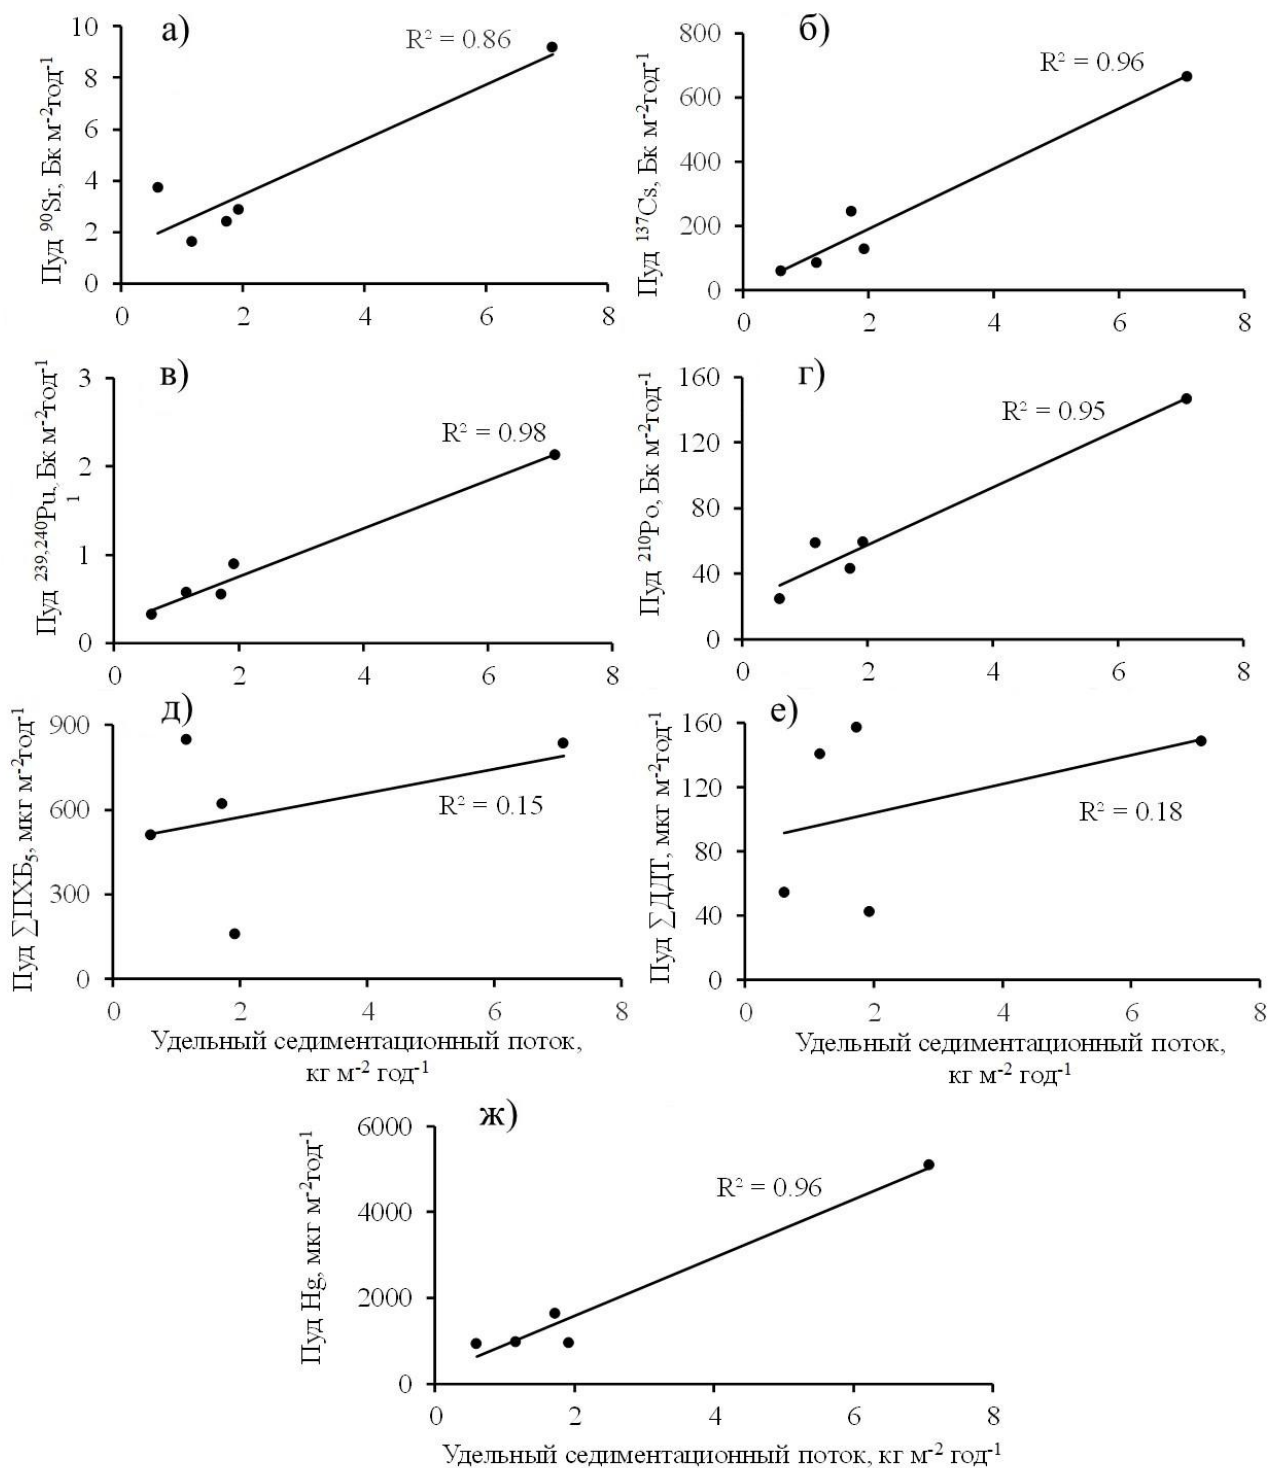 а)
R² = 0.86
Пуд ⁹⁰Sr, Бк м⁻²год⁻¹
10
8
6
4
2
0
0 2 4 6 8
б)
R² = 0.96
Пуд ¹³⁷Cs, Бк м⁻²год⁻¹
800
600
400
200
0
0 2 4 6 8
в)
R² = 0.98
Пуд ²³⁹,²⁴⁰Pu, Бк м⁻²год⁻¹
1
3
2
1
0
0 2 4 6 8
г)
R² = 0.95
Пуд ²¹⁰Po, Бк м⁻²год⁻¹
160
120
80
40
0
0 2 4 6 8
д)
R² = 0.15
Пуд ∑ПХБ₅, мкг м⁻²год⁻¹
900
600
300
0
0 2 4 6 8
Удельный седиментационный поток,
кг м⁻² год⁻¹
е)
R² = 0.18
Пуд ∑ДДТ, мкг м⁻²год⁻¹
160
120
80
40
0
0 2 4 6 8
Удельный седиментационный поток,
кг м⁻² год⁻¹
ж)
R² = 0.96
Пуд Hg, мкг м⁻²год⁻¹
6000
4000
2000
0
0 2 4 6 8
Удельный седиментационный поток, кг м⁻² год⁻¹